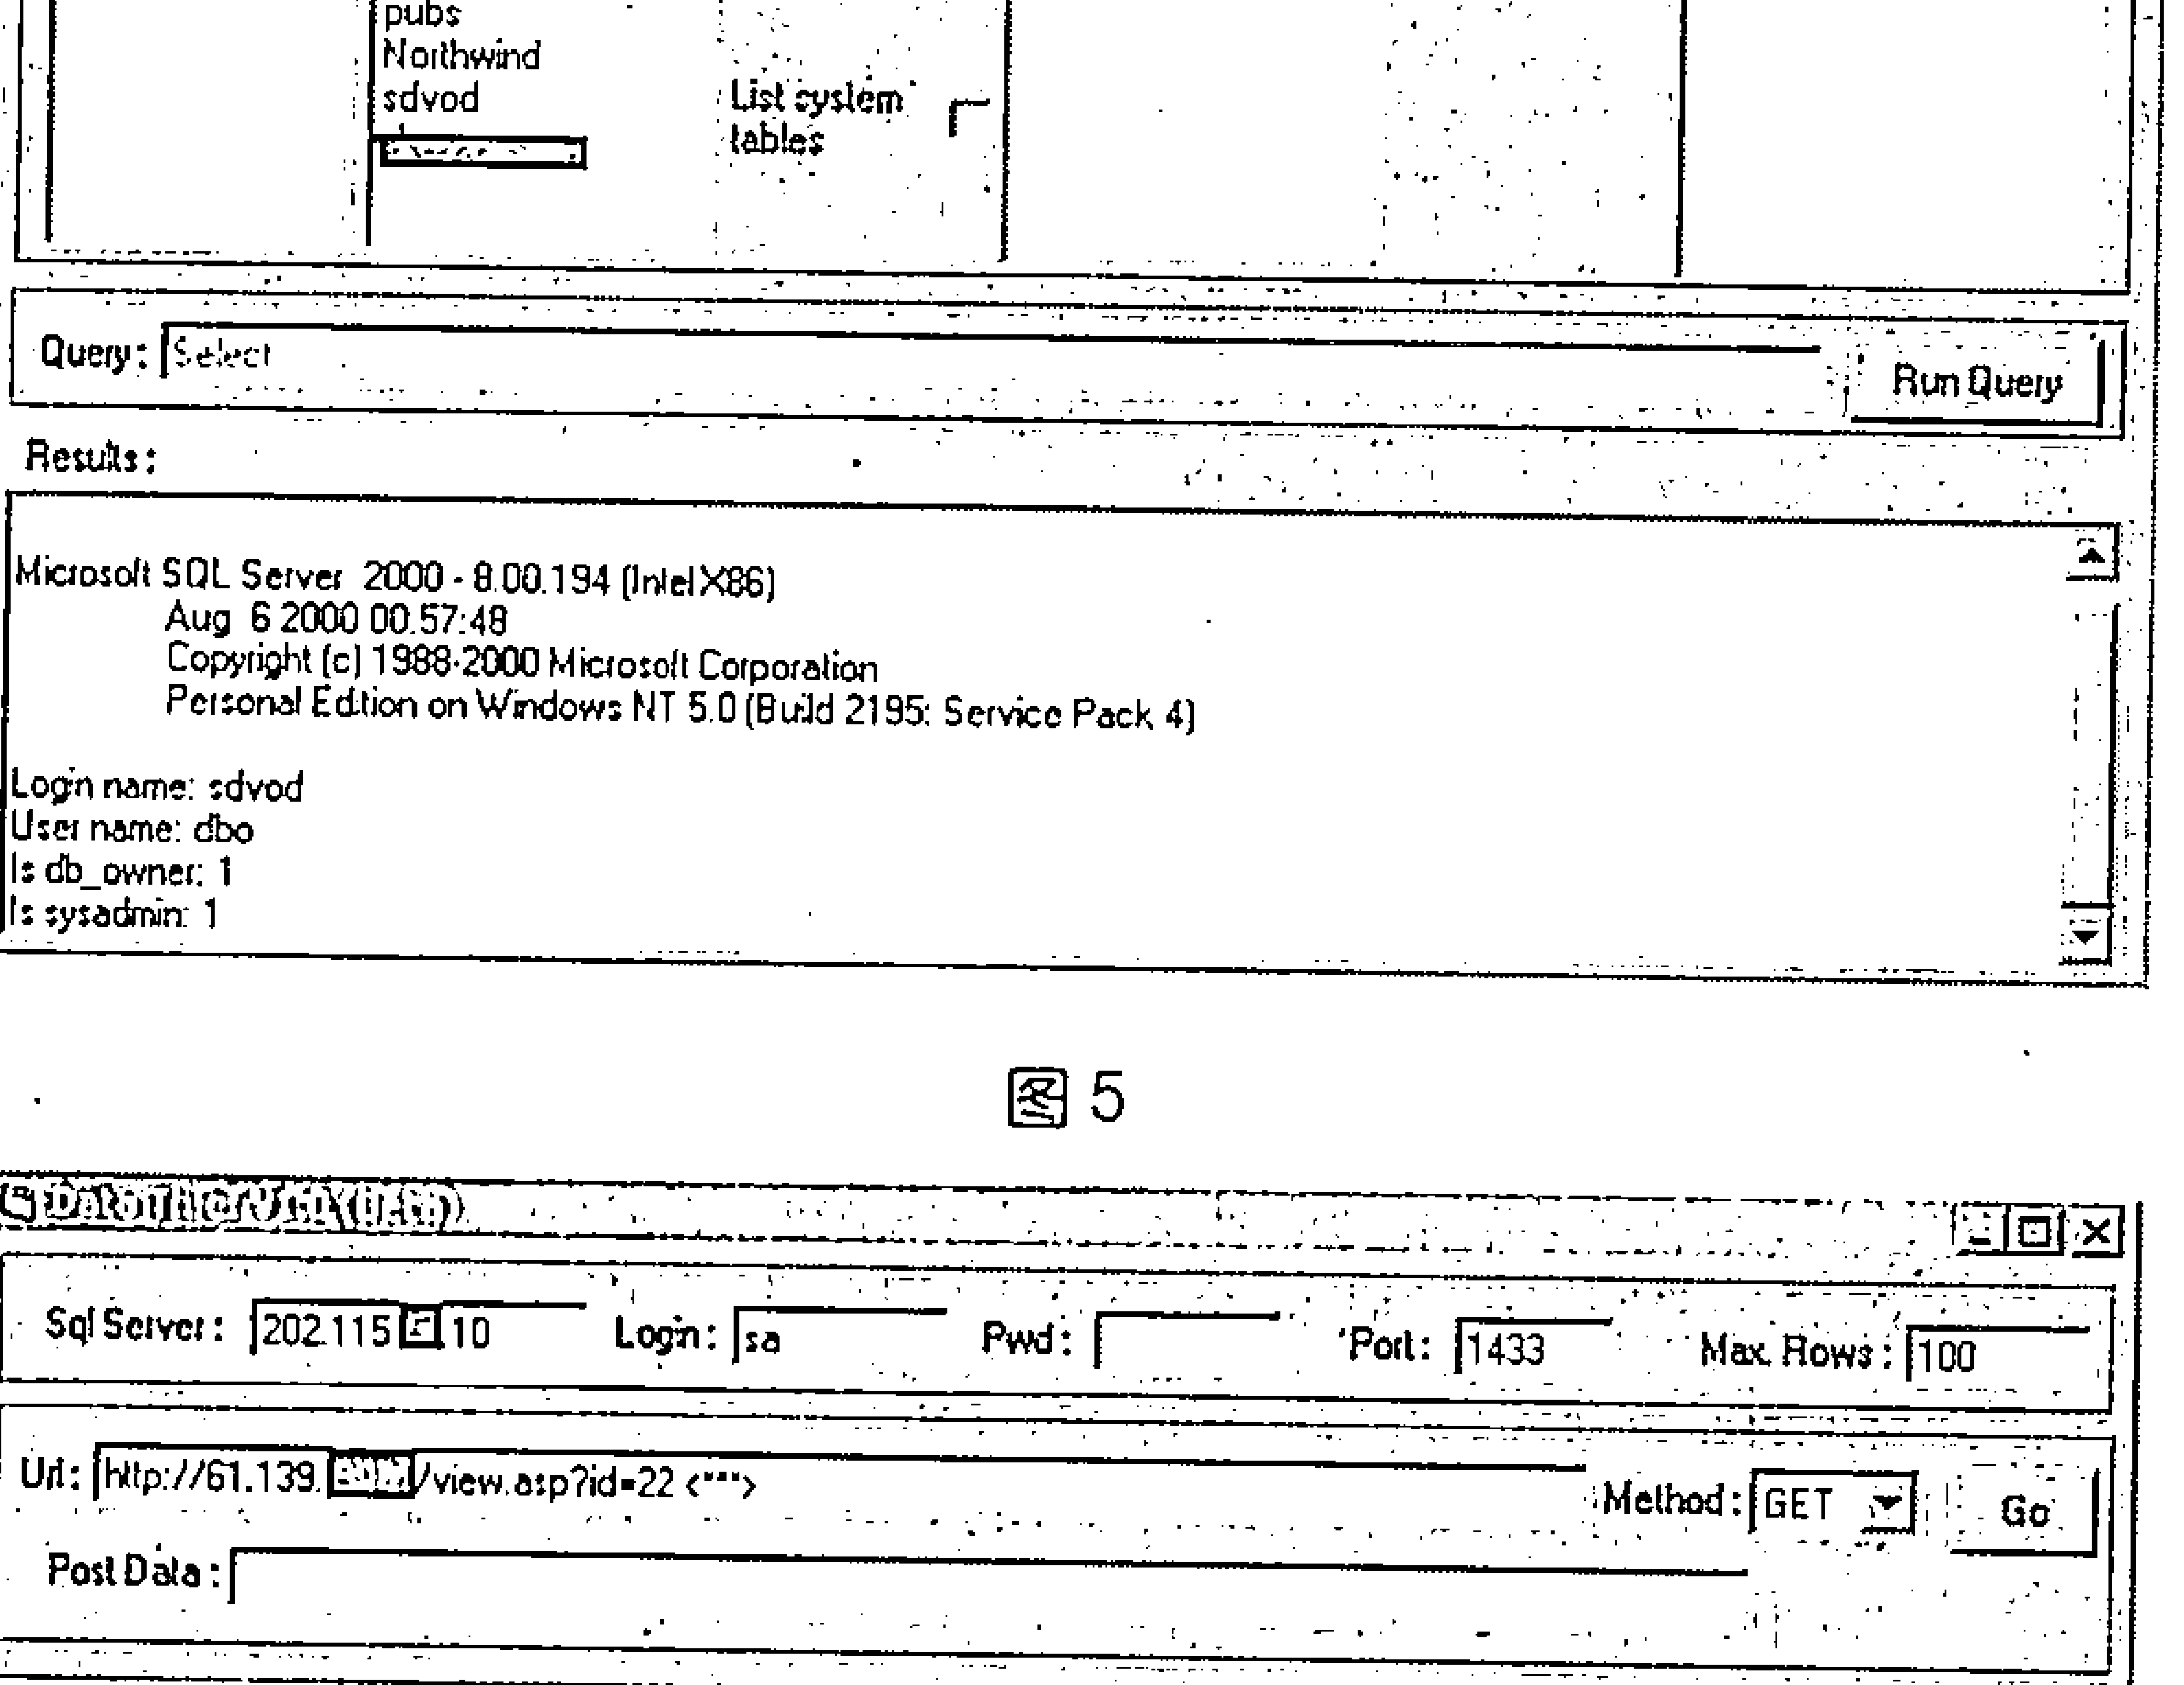 pubs
Northwind
sdvod
List system
tables
Query: Select
Run Query
Results:
Microsoft SQL Server 2000 - 8.00.194 (Intel X86)
Aug 6 2000 00:57:48
Copyright (c) 1988-2000 Microsoft Corporation
Personal Edition on Windows NT 5.0 (Build 2195: Service Pack 4)
Login name: sdvod
User name: dbo
Is db_owner: 1
Is sysadmin: 1
图 5
Sql Server: 202.115 10 Login: sa Pwd: Port: 1433 Max Rows: 100
Url: http://61.139. /view.asp?id=22 <"""> Method: GET Go
Post Data: